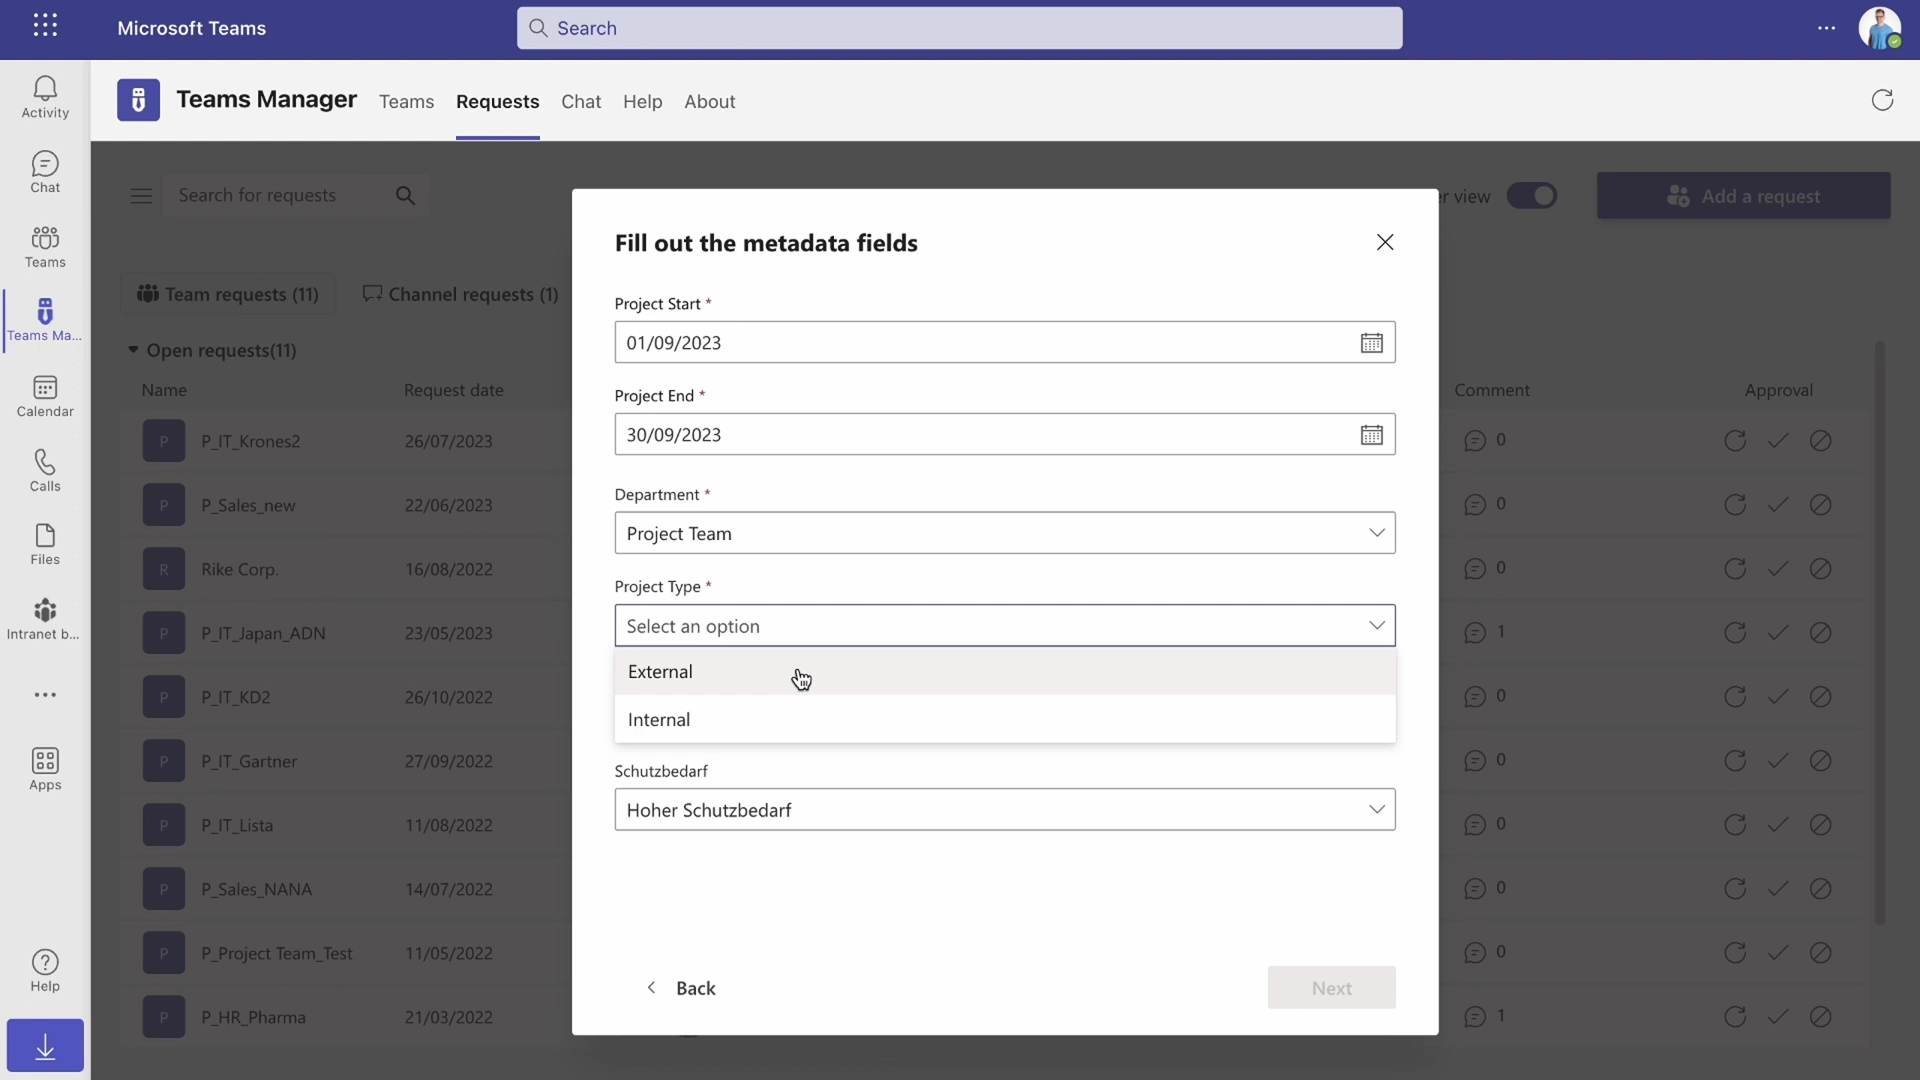 Microsoft Teams
Search
Activity
Chat
Teams
Teams Ma...
Calendar
Calls
Files
Intranet b...
Apps
Help
Teams Manager
Teams
Requests
Chat
Help
About
Search for requests
er view
Add a request
Team requests (11)
Channel requests (1)
Open requests(11)
Name Request date Comment Approval
P P_IT_Krones2 26/07/2023 0
P P_Sales_new 22/06/2023 0
R Rike Corp. 16/08/2022 0
P P_IT_Japan_ADN 23/05/2023 1
P P_IT_KD2 26/10/2022 0
P P_IT_Gartner 27/09/2022 0
P P_IT_Lista 11/08/2022 0
P P_Sales_NANA 14/07/2022 0
P P_Project Team_Test 11/05/2022 0
P P_HR_Pharma 21/03/2022 1
Fill out the metadata fields
Project Start *
01/09/2023
Project End *
30/09/2023
Department *
Project Team
Project Type *
Select an option
External
Internal
Schutzbedarf
Hoher Schutzbedarf
Back
Next